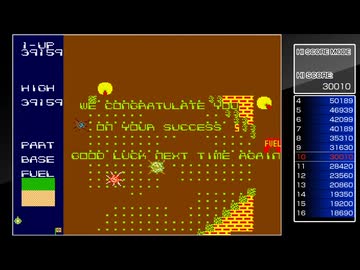 1-UP
39159
HIGH
39159
PART
BASE
FUEL
WE CONGRATULATE YOU
ON YOUR SUCCESS
FUEL
GOOD LUCK NEXT TIME AGAIN
HI SCORE MODE
HI SCORE:
30010
4 50189
5 46939
6 42099
7 39159
8 35310
9 31630
10 30010
11 28420
12 23560
13 20860
14 19350
15 19200
16 18690